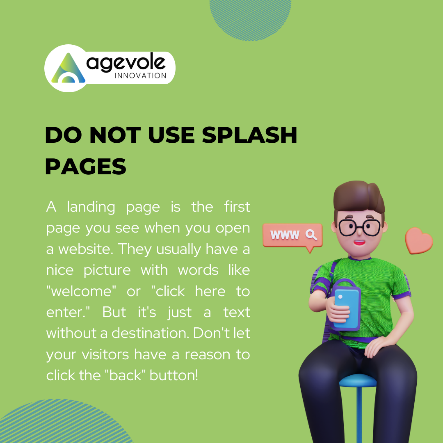 agevole
INNOVATION
DO NOT USE SPLASH
PAGES
A landing page is the first
page you see when you open
a website. They usually have a
nice picture with words like
"welcome" or "click here to
enter." But it's just a text
without a destination. Don't let
your visitors have a reason to
click the "back" button!
WWW